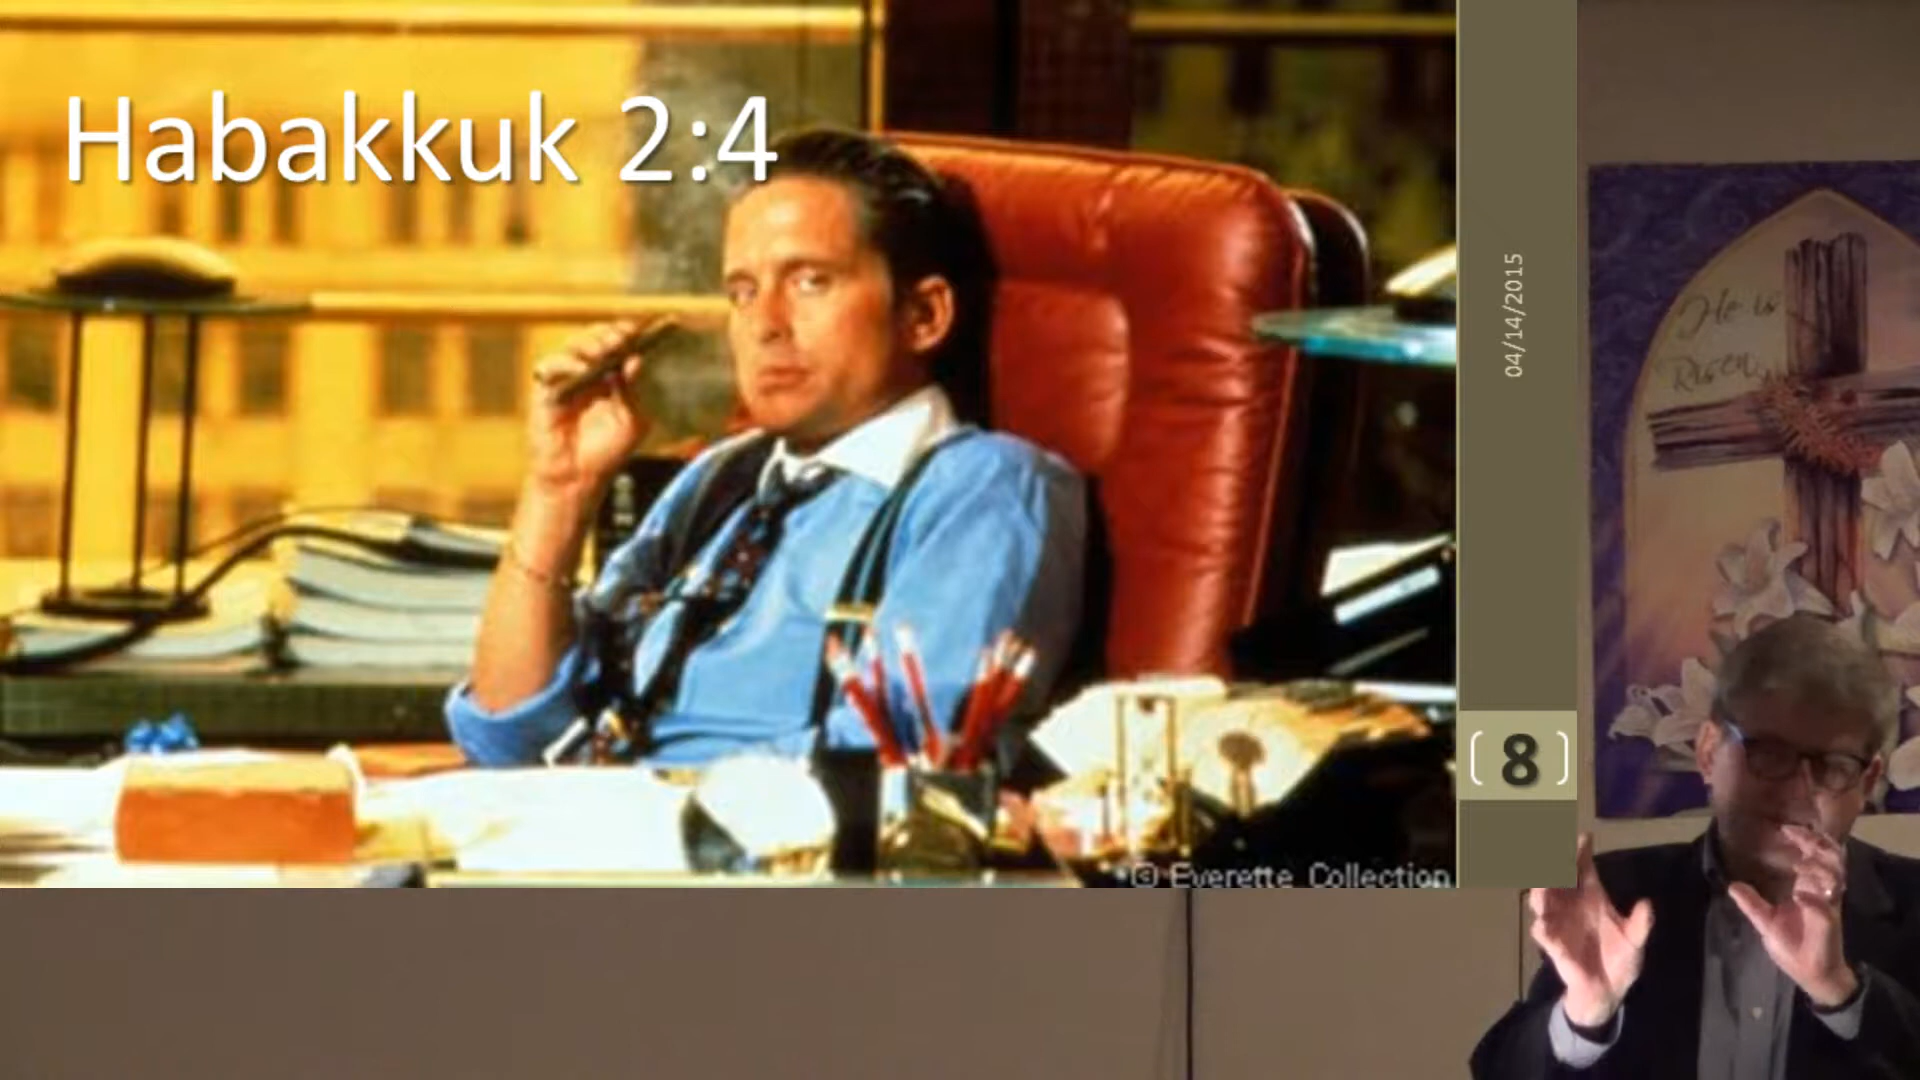 Habakkuk 2:4
04/14/2015
He is
Risen
8
© Everette Collection